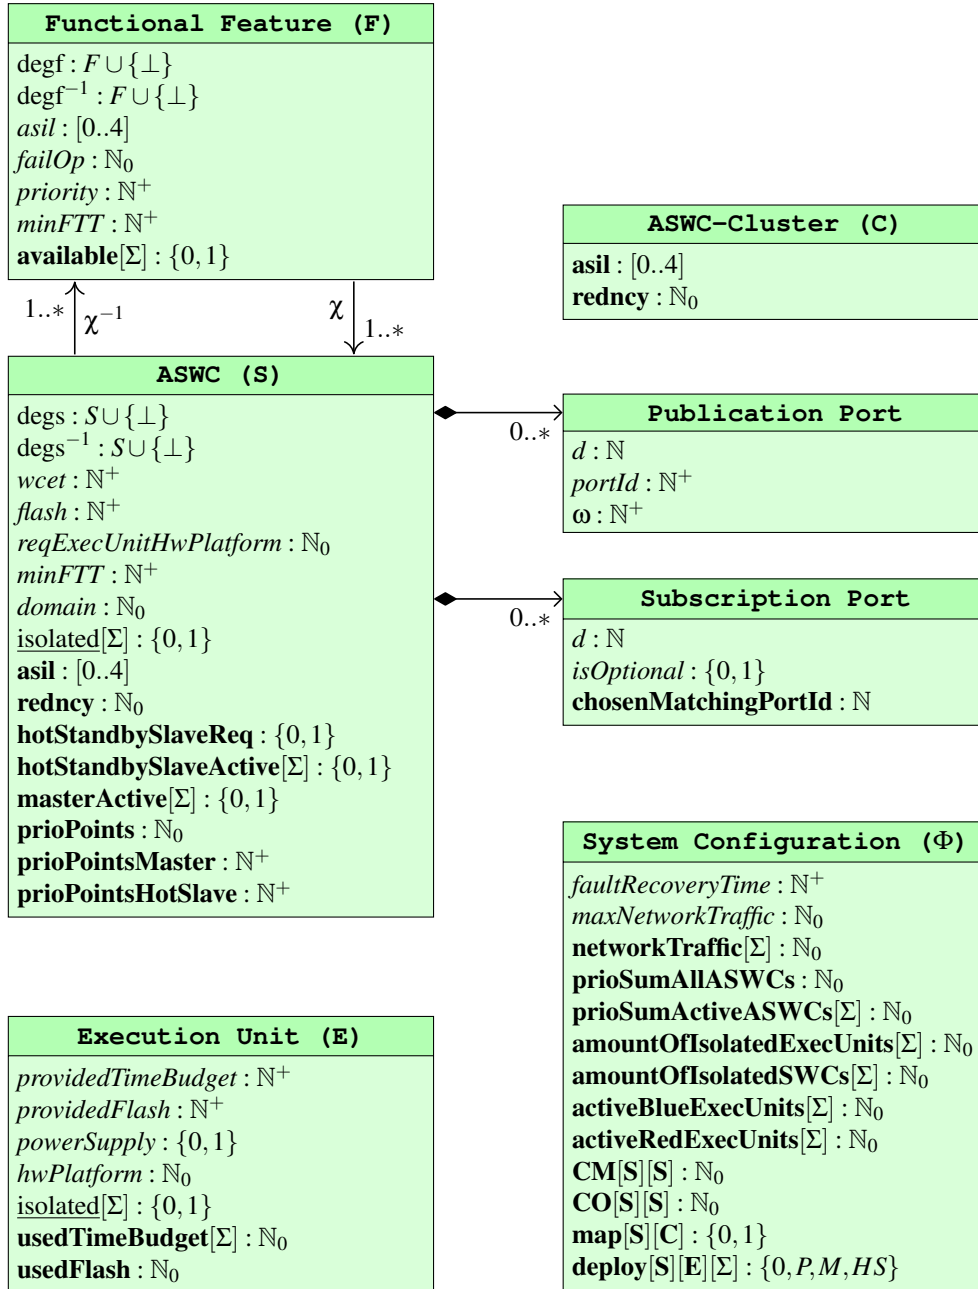 Functional Feature (F)
degf : F ∪ {⊥}
degf⁻¹ : F ∪ {⊥}
asil : [0..4]
failOp : ℕ₀
priority : ℕ⁺
minFTT : ℕ⁺
available[Σ] : {0,1}
1..∗
χ⁻¹
χ
1..∗
ASWC-Cluster (C)
asil : [0..4]
redncy : ℕ₀
ASWC (S)
degs : S ∪ {⊥}
degs⁻¹ : S ∪ {⊥}
wcet : ℕ⁺
flash : ℕ⁺
reqExecUnitHwPlatform : ℕ₀
minFTT : ℕ⁺
domain : ℕ₀
isolated[Σ] : {0,1}
asil : [0..4]
redncy : ℕ₀
hotStandbySlaveReq : {0,1}
hotStandbySlaveActive[Σ] : {0,1}
masterActive[Σ] : {0,1}
prioPoints : ℕ₀
prioPointsMaster : ℕ⁺
prioPointsHotSlave : ℕ⁺
0..∗
Publication Port
d : ℕ
portId : ℕ⁺
ω : ℕ⁺
0..∗
Subscription Port
d : ℕ
isOptional : {0,1}
chosenMatchingPortId : ℕ
Execution Unit (E)
providedTimeBudget : ℕ⁺
providedFlash : ℕ⁺
powerSupply : {0,1}
hwPlatform : ℕ₀
isolated[Σ] : {0,1}
usedTimeBudget[Σ] : ℕ₀
usedFlash : ℕ₀
System Configuration (Φ)
faultRecoveryTime : ℕ⁺
maxNetworkTraffic : ℕ₀
networkTraffic[Σ] : ℕ₀
prioSumAllASWCs : ℕ₀
prioSumActiveASWCs[Σ] : ℕ₀
amountOfIsolatedExecUnits[Σ] : ℕ₀
amountOfIsolatedSWCs[Σ] : ℕ₀
activeBlueExecUnits[Σ] : ℕ₀
activeRedExecUnits[Σ] : ℕ₀
CM[S][S] : ℕ₀
CO[S][S] : ℕ₀
map[S][C] : {0,1}
deploy[S][E][Σ] : {0,P,M,HS}